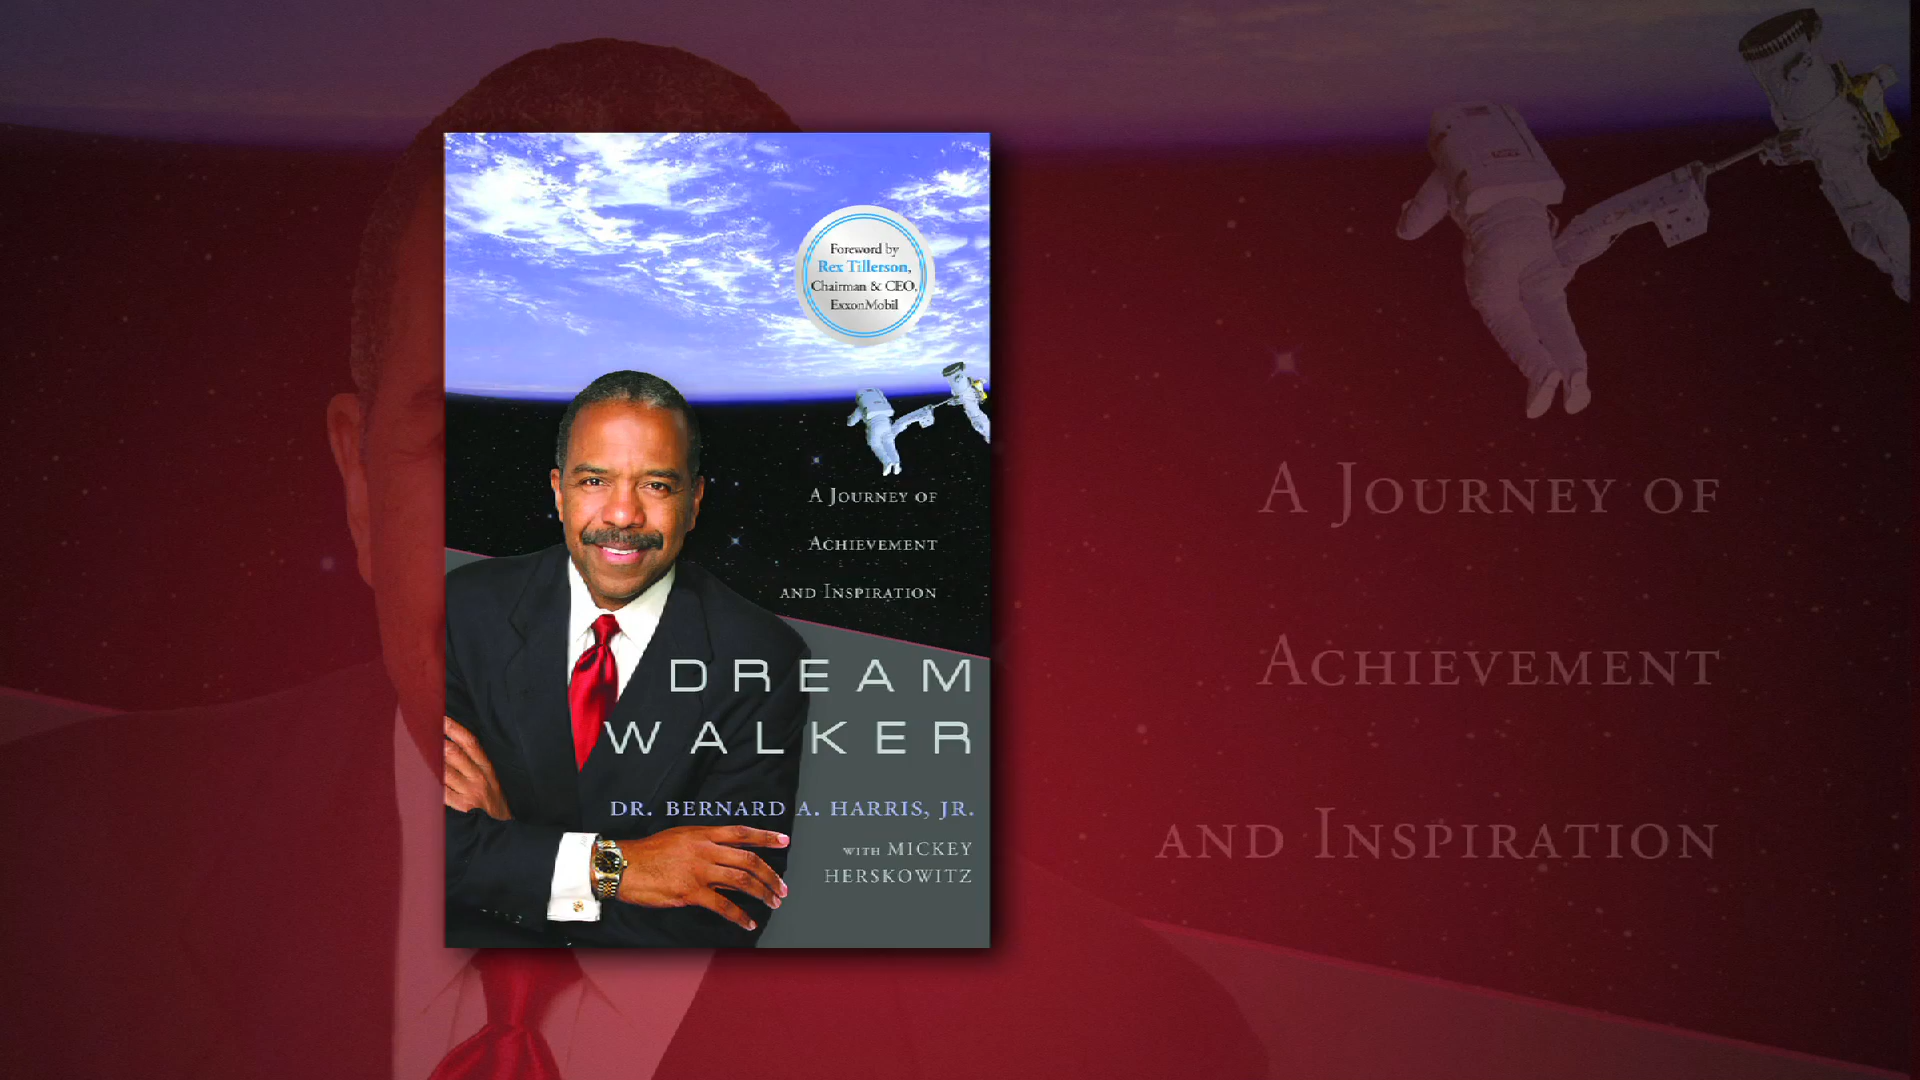 Foreword by
Rex Tillerson,
Chairman & CEO,
ExxonMobil
A JOURNEY OF
ACHIEVEMENT
AND INSPIRATION
DREAM
WALKER
DR. BERNARD A. HARRIS, JR.
WITH MICKEY
HERSKOWITZ
A JOURNEY OF
ACHIEVEMENT
AND INSPIRATION